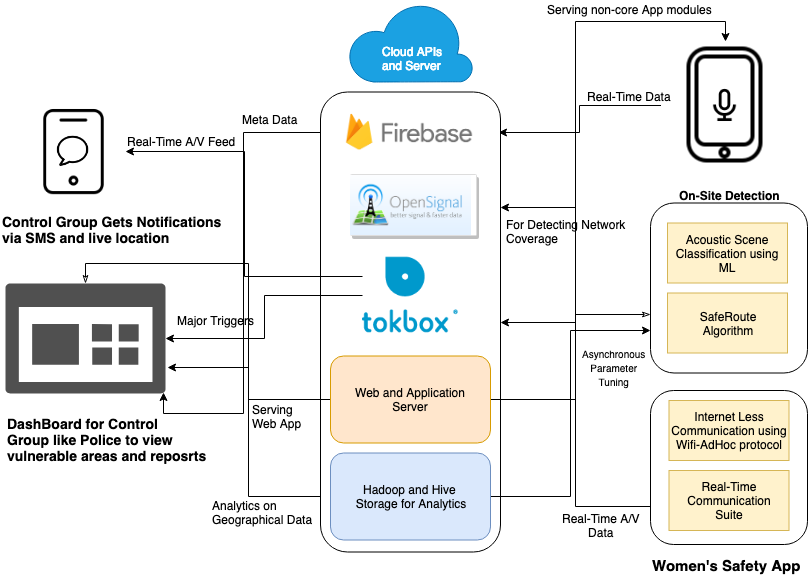 Serving non-core App modules
Cloud APIs
and Server
Real-Time Data
Meta Data
Firebase
Real-Time A/V Feed
OpenSignal
better signal & faster data
On-Site Detection
Control Group Gets Notifications
via SMS and live location
For Detecting Network
Coverage
Acoustic Scene
Classification using
ML
SafeRoute
Algorithm
Major Triggers
tokbox
Asynchronous
Parameter
Tuning
Web and Application
Server
Serving
Web App
DashBoard for Control
Group like Police to view
vulnerable areas and reposrts
Internet Less
Communication using
Wifi-AdHoc protocol
Hadoop and Hive
Storage for Analytics
Real-Time
Communication
Suite
Analytics on
Geographical Data
Real-Time A/V
Data
Women's Safety App